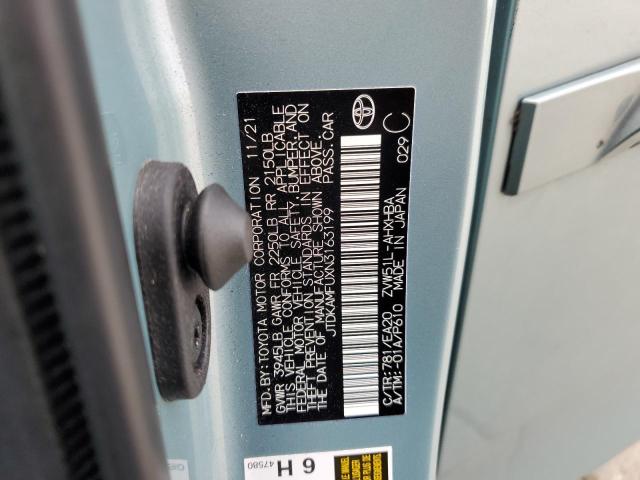 MFD.BY:TOYOTA MOTOR CORPORATION 11/21
GVWR 3945LB GAWR FR 2250LB RR 2150LB
THIS VEHICLE CONFORMS TO ALL APPLICABLE
FEDERAL MOTOR VEHICLE SAFETY, BUMPER, AND
THEFT PREVENTION STANDARDS IN EFFECT ON
THE DATE OF MANUFACTURE SHOWN ABOVE.
JTDKAMFUXN3163199 PASS.CAR
C/TR:781/EA20 ZVW51L-AHXHBA
A/TM:-01A/P610 MADE IN JAPAN 029 C
6 H
47580